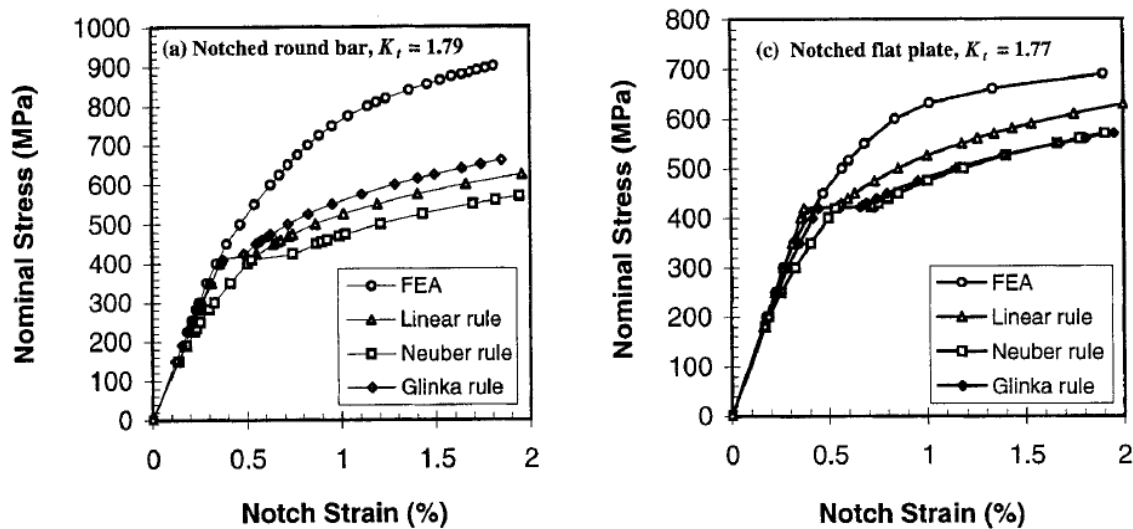 (a) Notched round bar, K_t = 1.79
Nominal Stress (MPa)
1000
900
800
700
600
500
400
300
200
100
0
0 0.5 1 1.5 2
Notch Strain (%)
FEA
Linear rule
Neuber rule
Glinka rule
(c) Notched flat plate, K_t = 1.77
Nominal Stress (MPa)
800
700
600
500
400
300
200
100
0
0 0.5 1 1.5 2
Notch Strain (%)
FEA
Linear rule
Neuber rule
Glinka rule